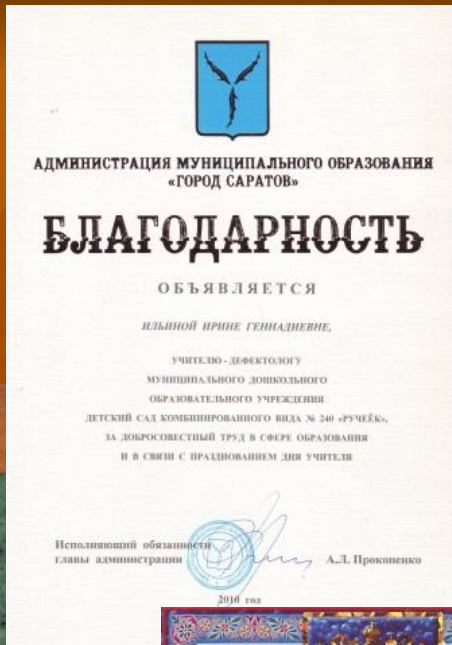 АДМИНИСТРАЦИЯ МУНИЦИПАЛЬНОГО ОБРАЗОВАНИЯ
«ГОРОД САРАТОВ»
БЛАГОДАРНОСТЬ
ОБЪЯВЛЯЕТСЯ
ИЛЬИНОЙ ИРИНЕ ГЕННАДИЕВНЕ,
УЧИТЕЛЮ - ДЕФЕКТОЛОГУ
МУНИЦИПАЛЬНОГО ДОШКОЛЬНОГО
ОБРАЗОВАТЕЛЬНОГО УЧРЕЖДЕНИЯ
ДЕТСКИЙ САД КОМБИНИРОВАННОГО ВИДА № 240 «РУЧЕЁК»,
ЗА ДОБРОСОВЕСТНЫЙ ТРУД В СФЕРЕ ОБРАЗОВАНИЯ
И В СВЯЗИ С ПРАЗДНОВАНИЕМ ДНЯ УЧИТЕЛЯ
Исполняющий обязанности
главы администрации А.Л. Прокопенко
2010 год